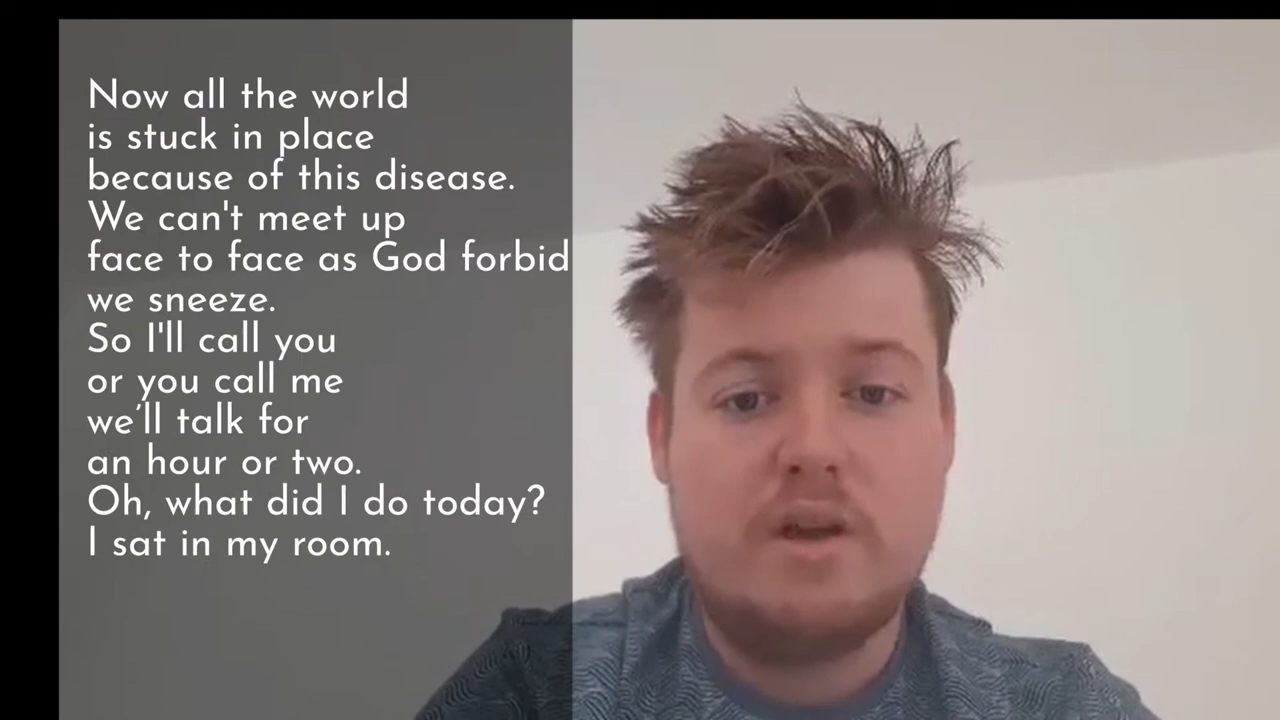 Now all the world
is stuck in place
because of this disease.
We can't meet up
face to face as God forbid
we sneeze.
So I'll call you
or you call me
we'll talk for
an hour or two.
Oh, what did I do today?
I sat in my room.